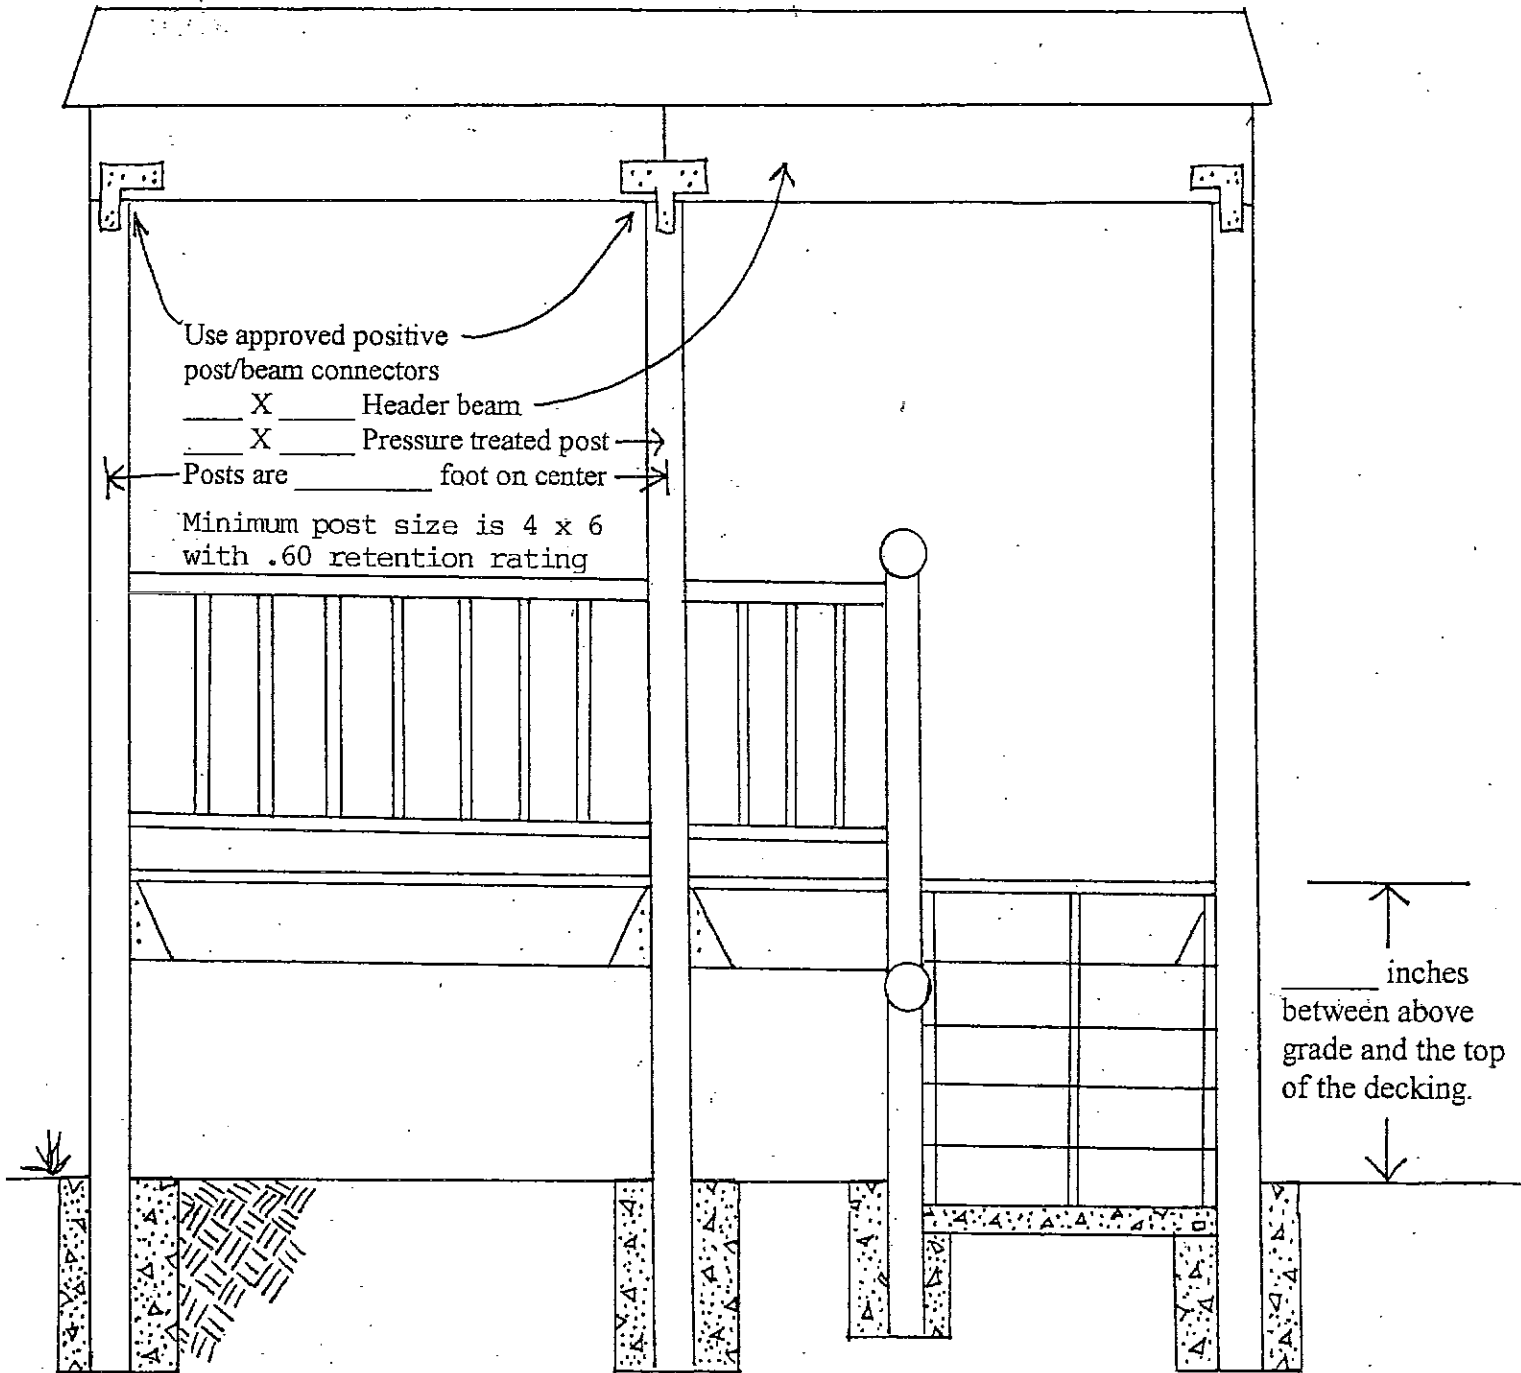 Use approved positive
post/beam connectors
____ X _____ Header beam
____ X _____ Pressure treated post
Posts are _________ foot on center
Minimum post size is 4 x 6
with .60 retention rating
_______ inches
between above
grade and the top
of the decking.